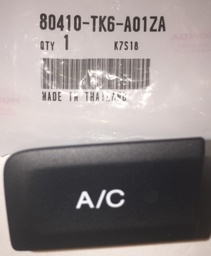 80410-TK6-A01ZA
QTY 1 K7S18
MADE IN THAILAND
A/C